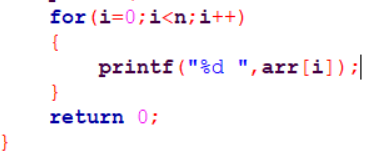 for(i=0;i<n;i++)
{
printf("%d ",arr[i]);
}
return 0;
}